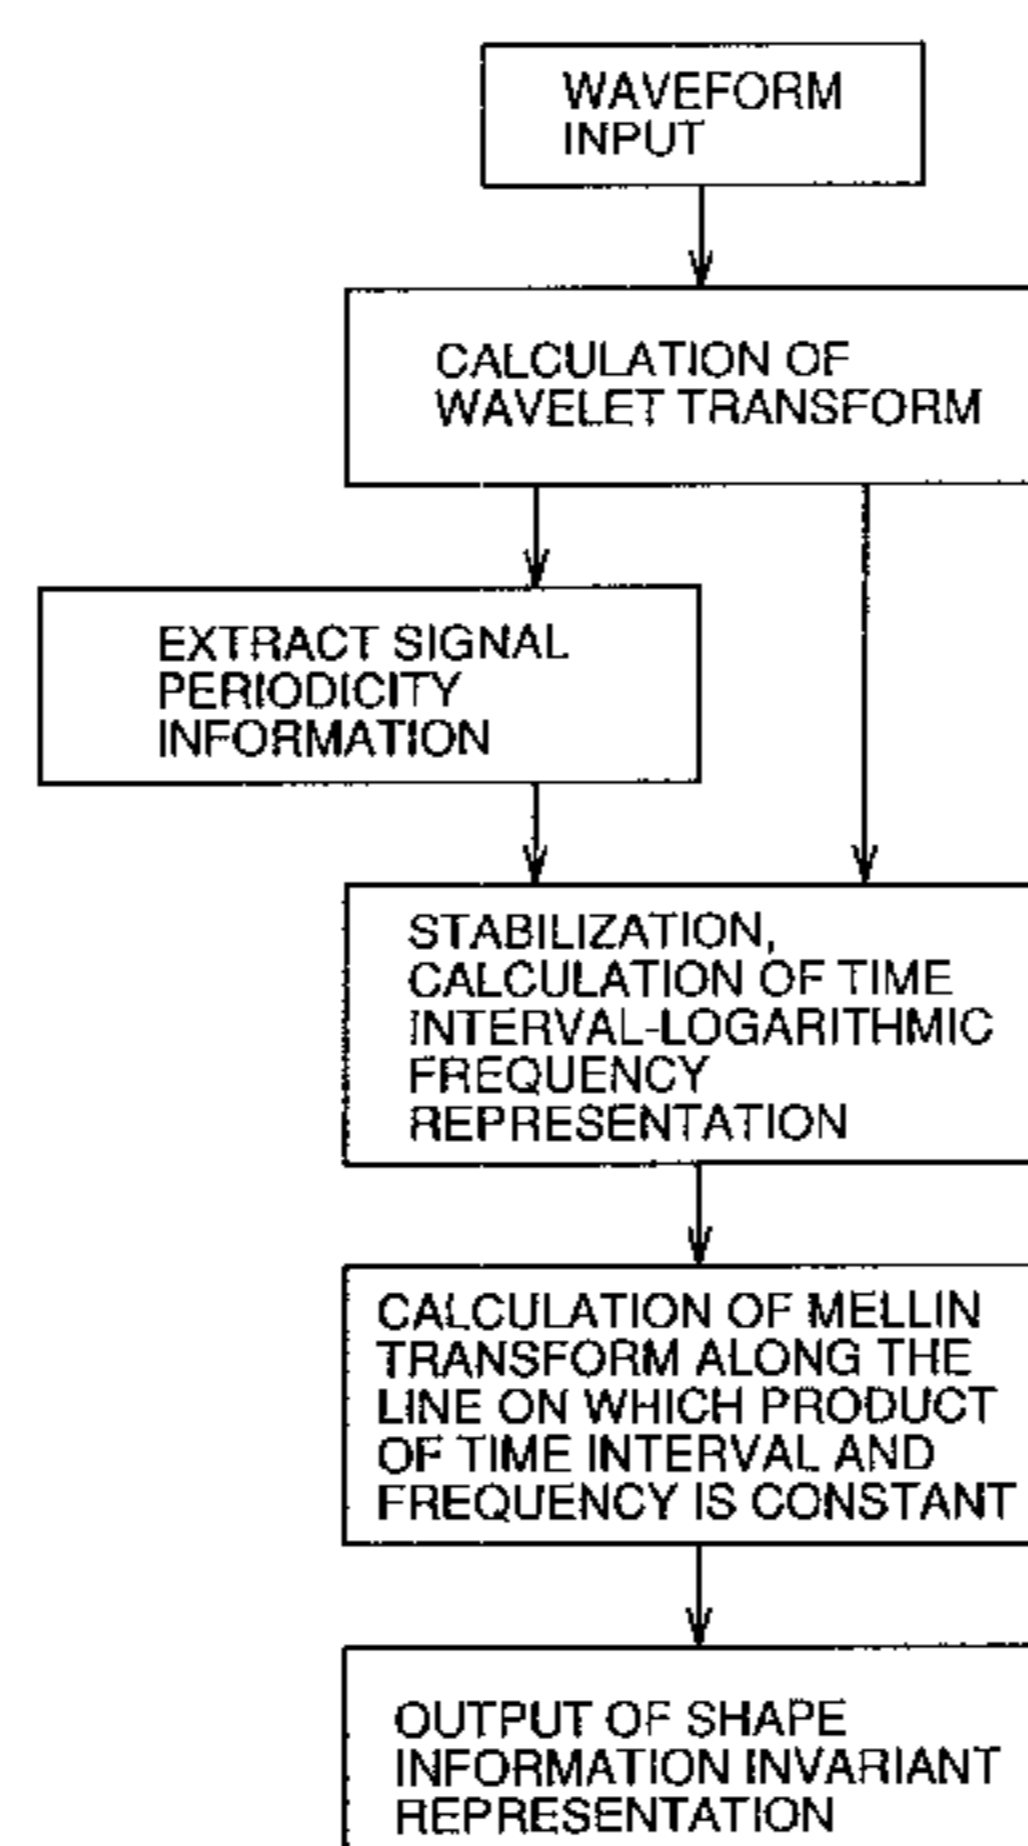 WAVEFORM
INPUT
CALCULATION OF
WAVELET TRANSFORM
EXTRACT SIGNAL
PERIODICITY
INFORMATION
STABILIZATION,
CALCULATION OF TIME
INTERVAL-LOGARITHMIC
FREQUENCY
REPRESENTATION
CALCULATION OF MELLIN
TRANSFORM ALONG THE
LINE ON WHICH PRODUCT
OF TIME INTERVAL AND
FREQUENCY IS CONSTANT
OUTPUT OF SHAPE
INFORMATION INVARIANT
REPRESENTATION